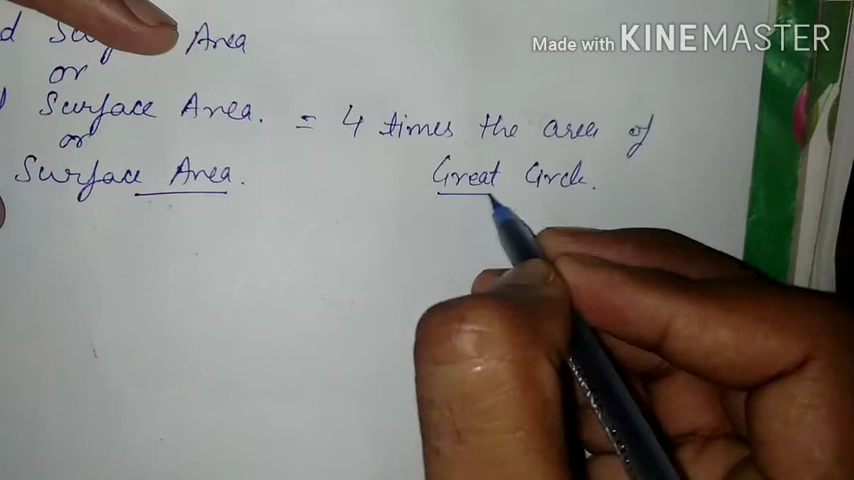 Area
or
Surface Area. = 4 times the area of
or
Surface Area. Great Circle.
Made with KINEMASTER